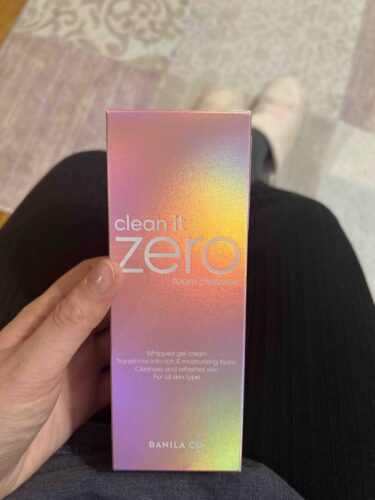 clean it
zero
foam cleanser
Whipped gel cream
Transforms into rich & moisturizing foam
Cleanses and refreshes skin
For all skin type
BANILA CO